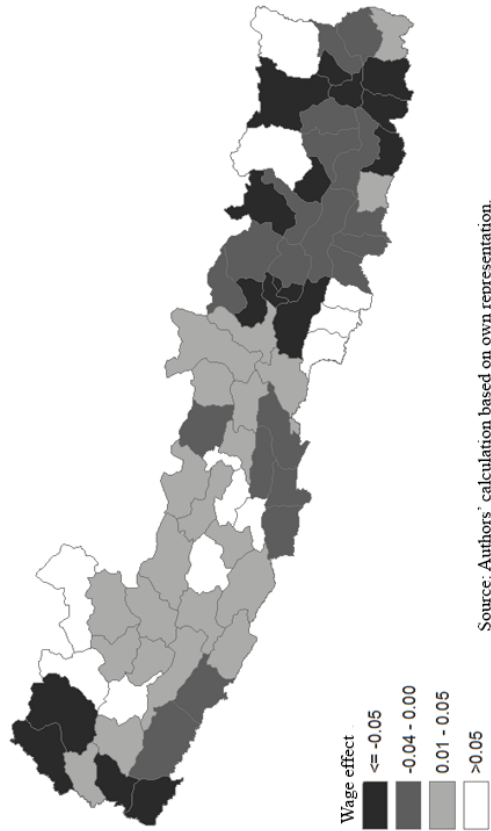 Wage effect
<= -0.05
-0.04 - 0.00
0.01 - 0.05
>0.05
Source: Authors' calculation based on own representation.